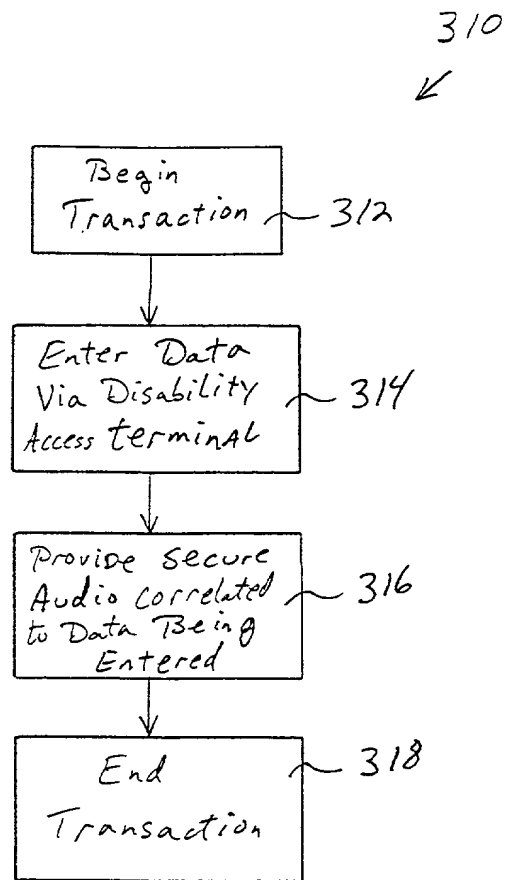 310
Begin
Transaction
312
Enter Data
Via Disability
Access terminal
314
Provide secure
Audio correlated
to Data Being
Entered
316
End
Transaction
318